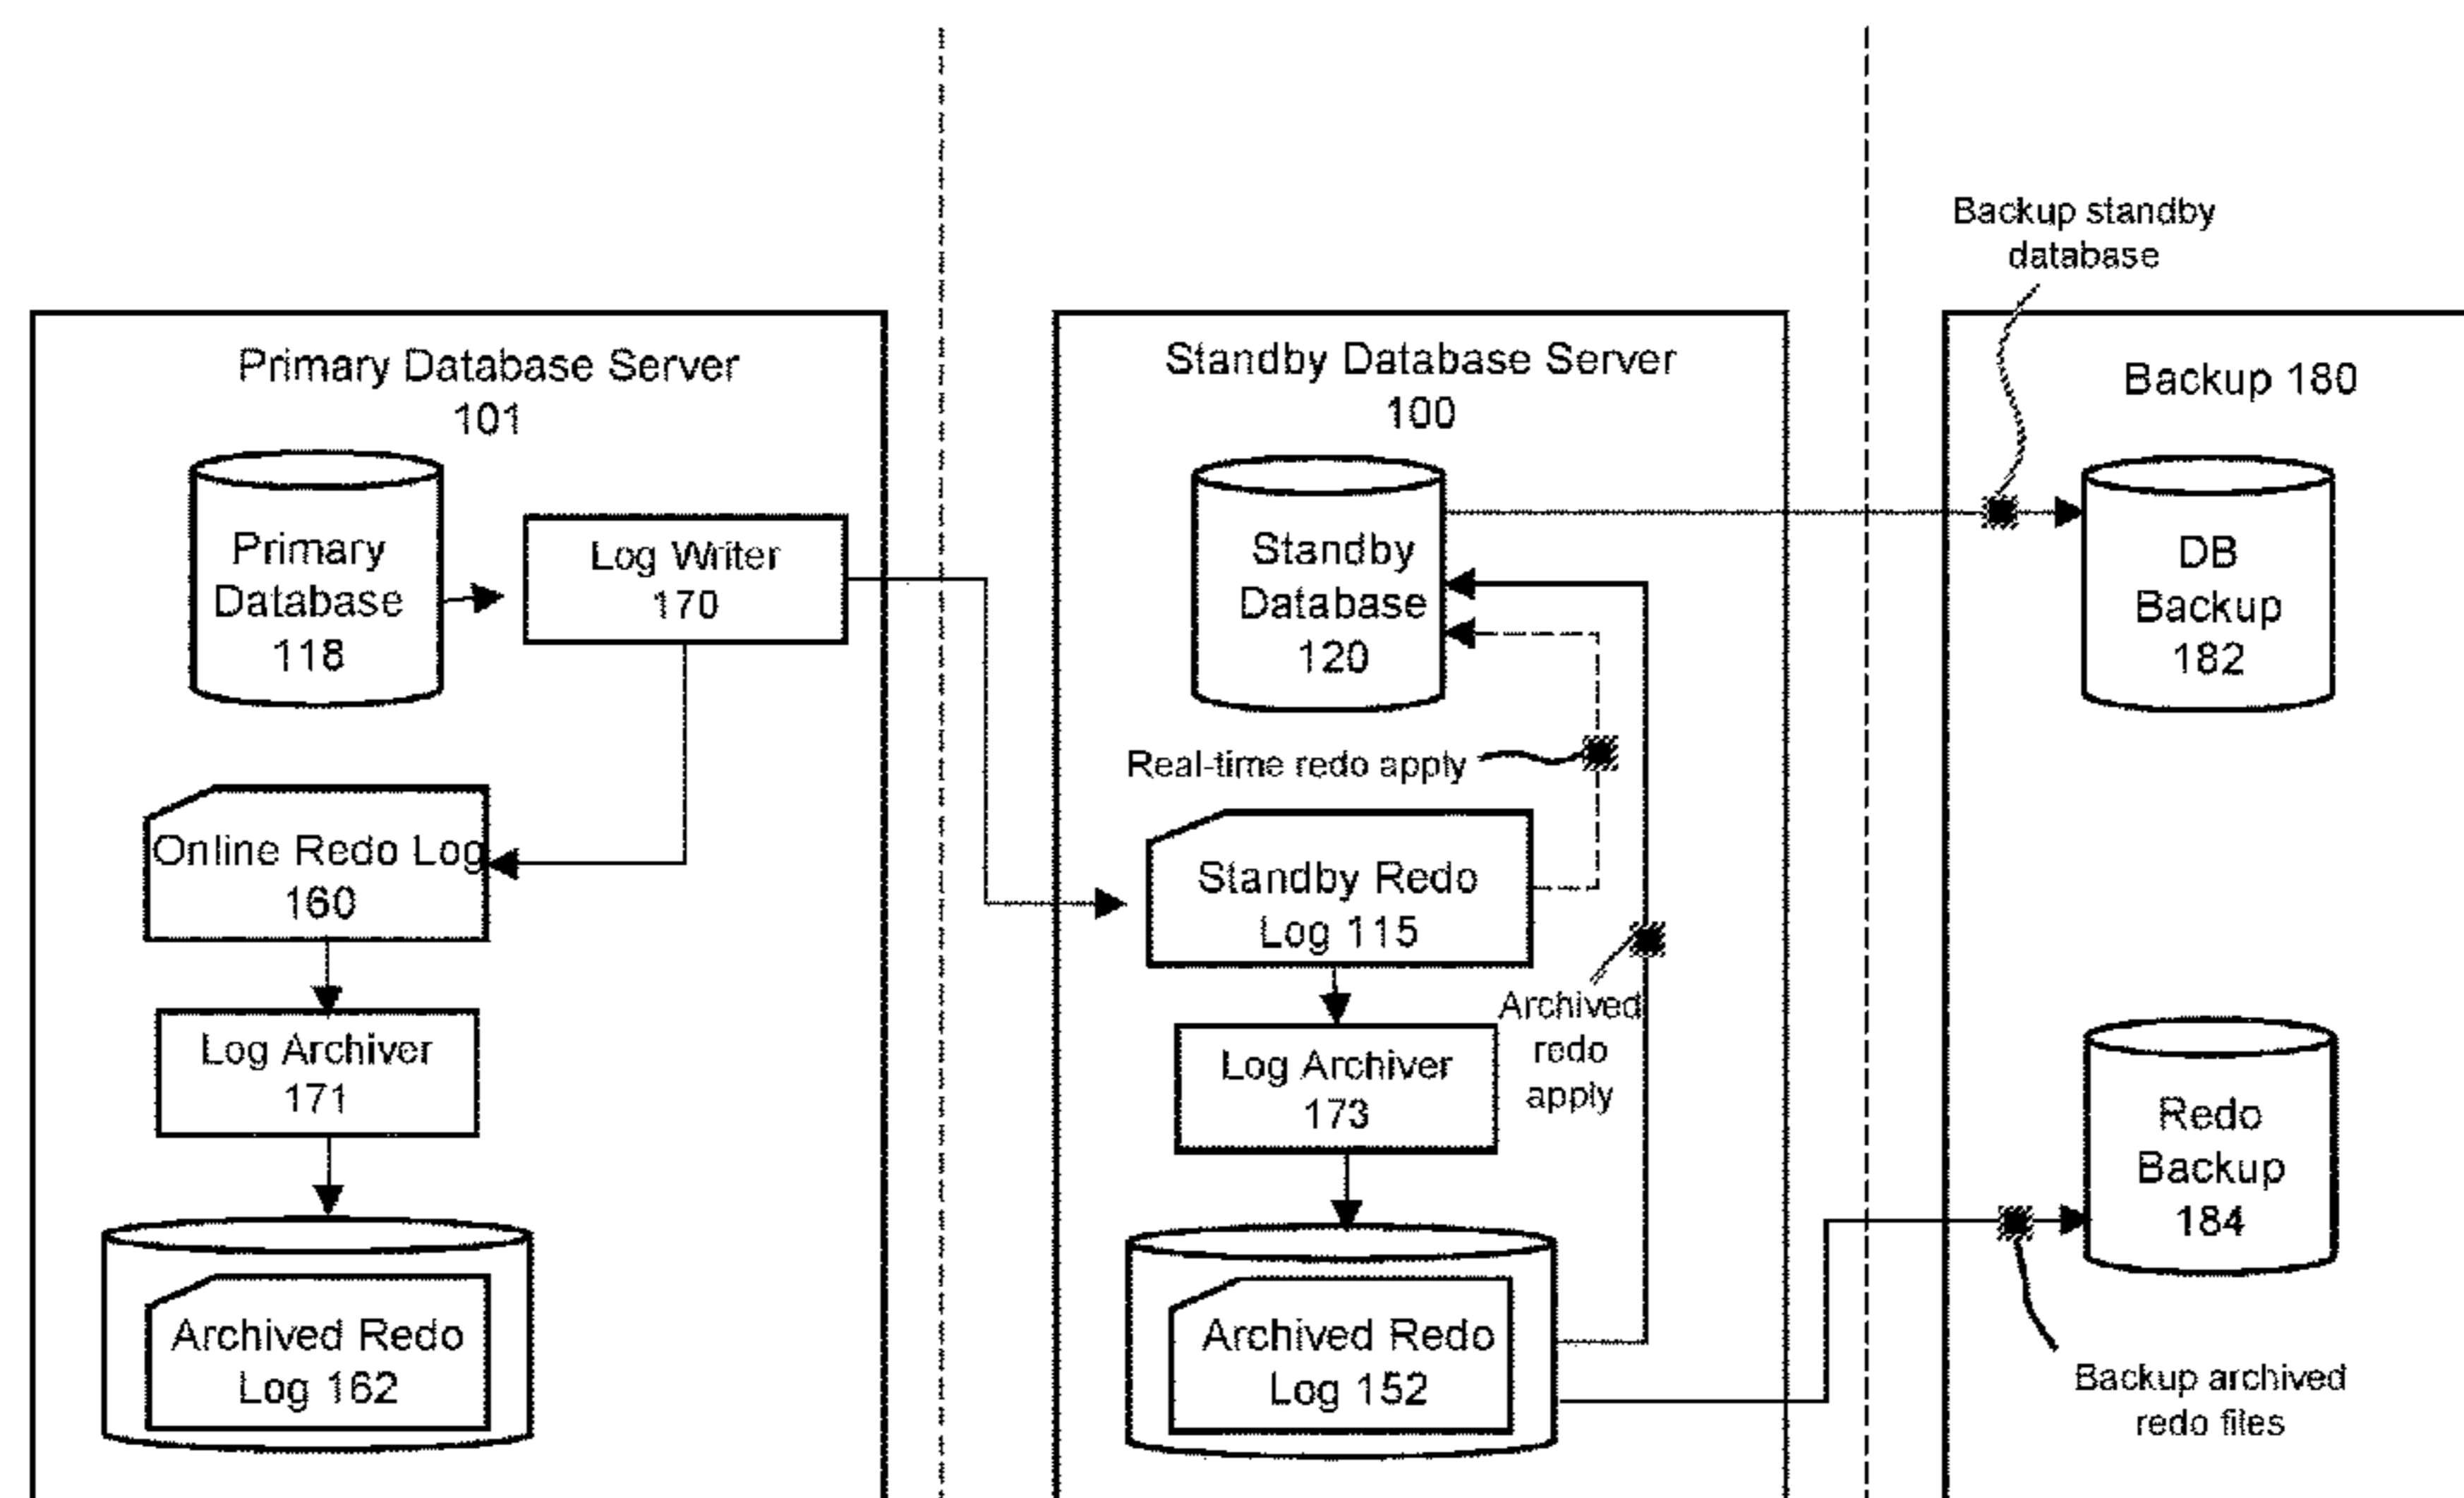 Backup standby
database
Primary Database Server
101
Primary
Database
118
Log Writer
170
Online Redo Log
160
Log Archiver
171
Archived Redo
Log 162
Standby Database Server
100
Standby
Database
120
Real-time redo apply
Standby Redo
Log 115
Archived
redo
apply
Log Archiver
173
Archived Redo
Log 152
Backup 180
DB
Backup
182
Redo
Backup
184
Backup archived
redo files